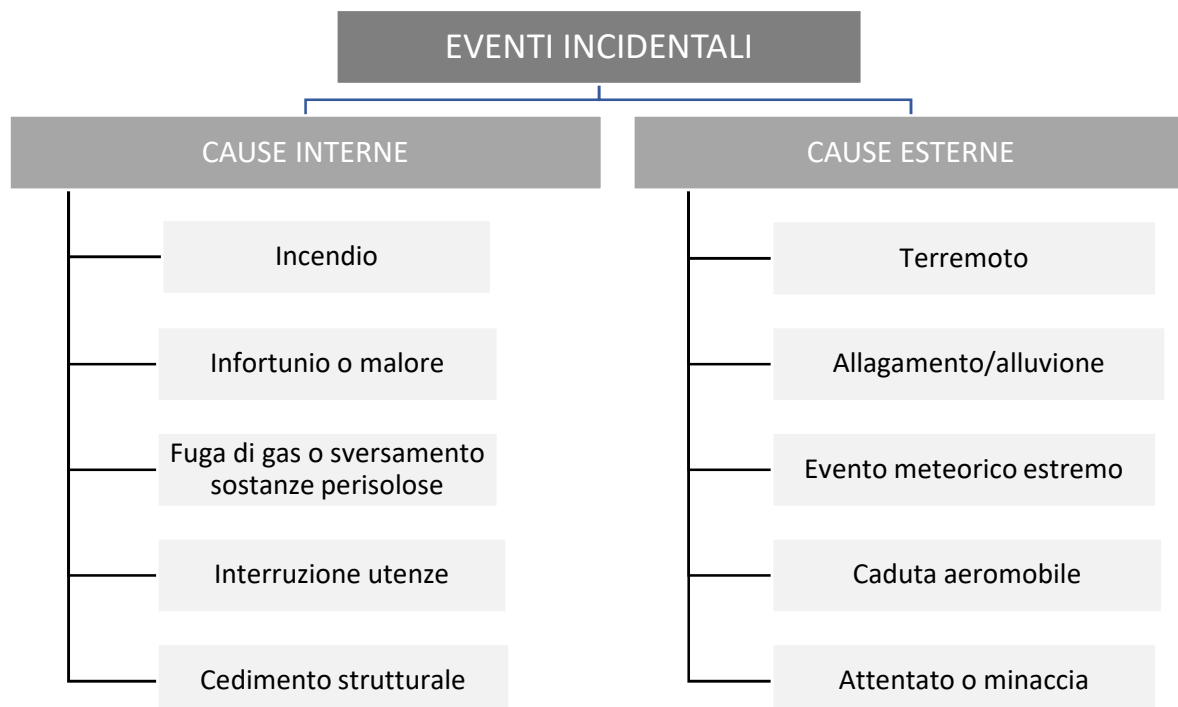 EVENTI INCIDENTALI
CAUSE INTERNE
Incendio
Infortunio o malore
Fuga di gas o sversamento
sostanze perisolose
Interruzione utenze
Cedimento strutturale
CAUSE ESTERNE
Terremoto
Allagamento/alluvione
Evento meteorico estremo
Caduta aeromobile
Attentato o minaccia